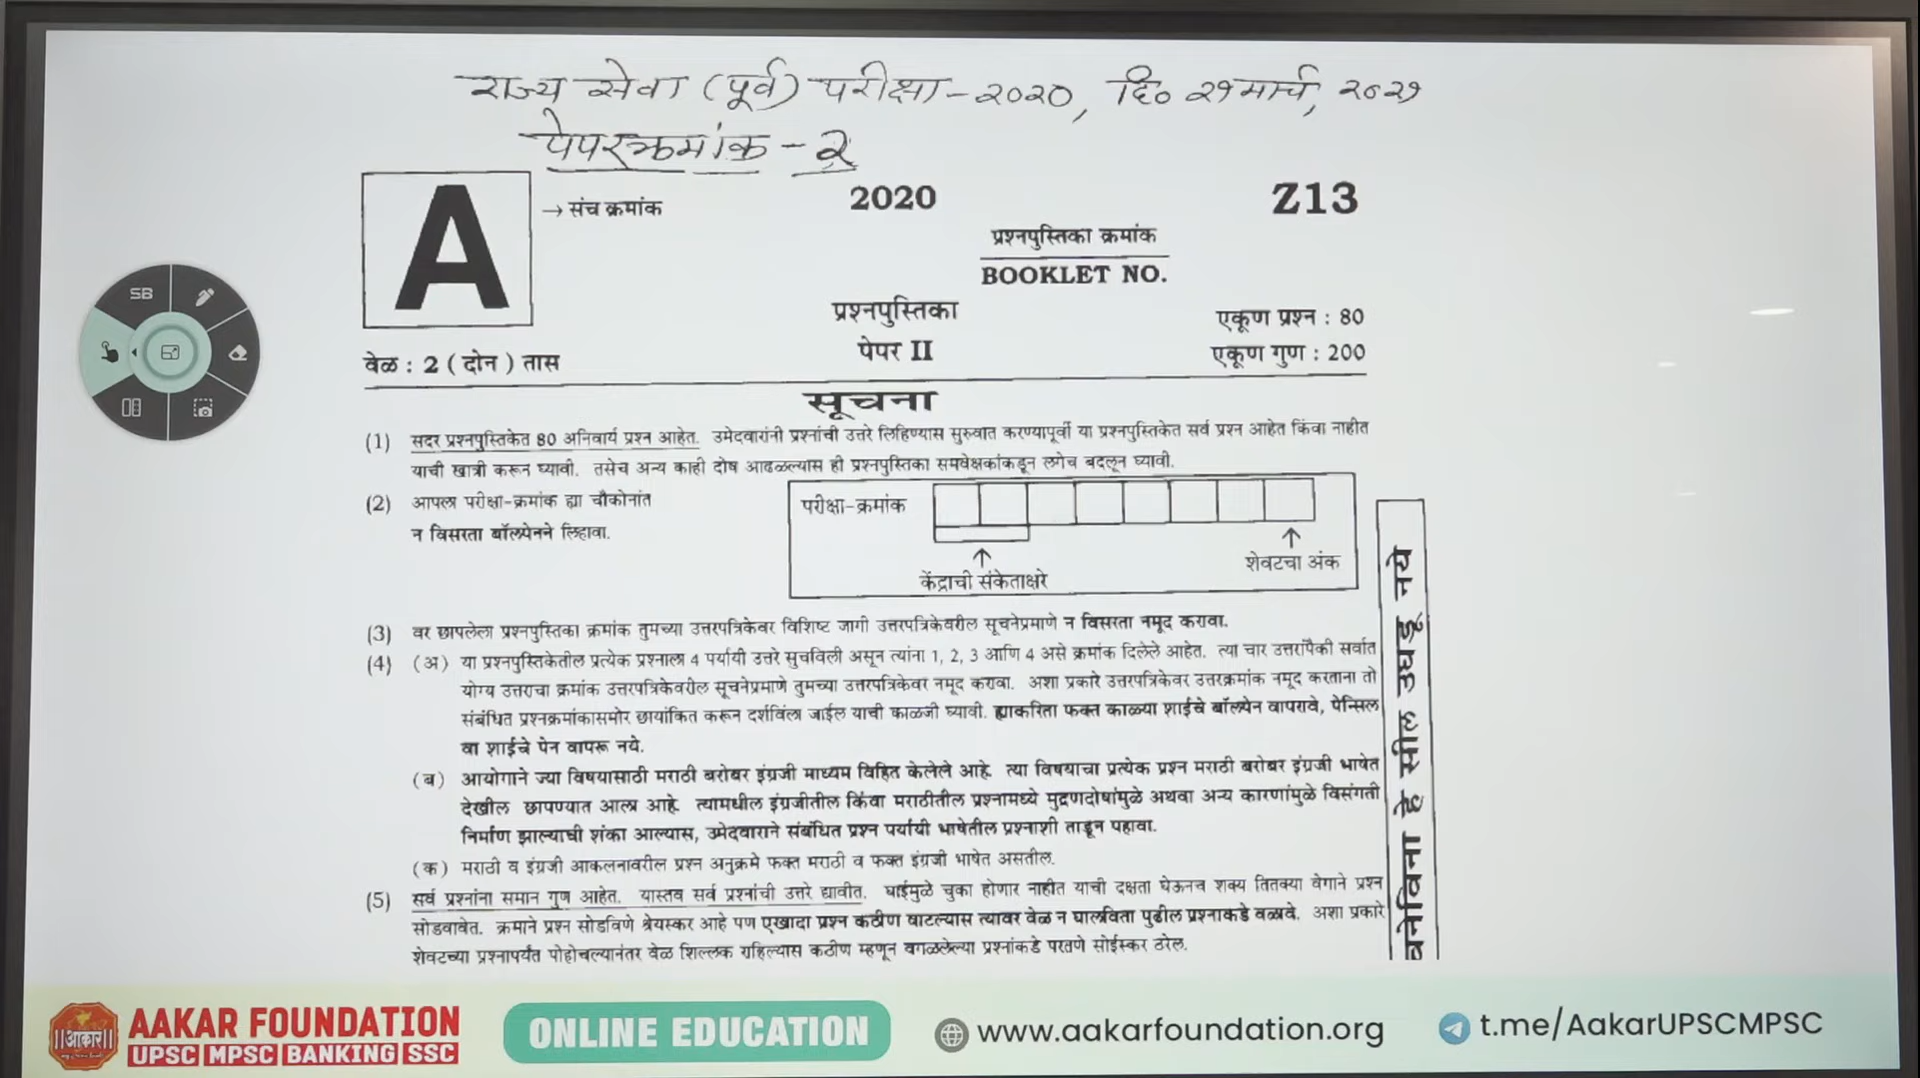 राज्य सेवा (पूर्व) परीक्षा-२०२०, दि० २१ मार्च, २०२१
पेपर क्रमांक - २
A
→ संच क्रमांक
2020
Z13
प्रश्नपुस्तिका क्रमांक
BOOKLET NO.
प्रश्नपुस्तिका
पेपर II
एकूण प्रश्न : 80
एकूण गुण : 200
वेळ : 2 ( दोन ) तास
सूचना
(1) सदर प्रश्नपुस्तिकेत 80 अनिवार्य प्रश्न आहेत. उमेदवारांनी प्रश्नांची उत्तरे लिहिण्यास सुरुवात करण्यापूर्वी या प्रश्नपुस्तिकेत सर्व प्रश्न आहेत किंवा नाहीत
याची खात्री करून घ्यावी. तसेच अन्य काही दोष आढळल्यास ही प्रश्नपुस्तिका समवेक्षकांकडून लगेच बदलून घ्यावी.
(2) आपला परीक्षा-क्रमांक ह्या चौकोनांत
न विसरता बॉलपेनने लिहावा.
परीक्षा-क्रमांक
केंद्राची संकेताक्षरे
शेवटचा अंक
(3) वर छापलेला प्रश्नपुस्तिका क्रमांक तुमच्या उत्तरपत्रिकेवर विशिष्ट जागी उत्तरपत्रिकेवरील सूचनेप्रमाणे न विसरता नमूद करावा.
(4) (अ) या प्रश्नपुस्तिकेतील प्रत्येक प्रश्नाला 4 पर्यायी उत्तरे सुचविली असून त्यांना 1, 2, 3 आणि 4 असे क्रमांक दिलेले आहेत. त्या चार उत्तरांपैकी सर्वात
योग्य उत्तराचा क्रमांक उत्तरपत्रिकेवरील सूचनेप्रमाणे तुमच्या उत्तरपत्रिकेवर नमूद करावा. अशा प्रकारे उत्तरपत्रिकेवर उत्तरक्रमांक नमूद करताना तो
संबंधित प्रश्नक्रमांकासमोर छायांकित करून दर्शविला जाईल याची काळजी घ्यावी. ह्याकरिता फक्त काळ्या शाईचे बॉलपेन वापरावे, पेन्सिल
वा शाईचे पेन वापरू नये.
(ब) आयोगाने ज्या विषयासाठी मराठी बरोबर इंग्रजी माध्यम विहित केलेले आहे. त्या विषयाचा प्रत्येक प्रश्न मराठी बरोबर इंग्रजी भाषेत
देखील छापण्यात आला आहे. त्यामधील इंग्रजीतील किंवा मराठीतील प्रश्नामध्ये मुद्रणदोषांमुळे अथवा अन्य कारणांमुळे विसंगती
निर्माण झाल्याची शंका आल्यास, उमेदवाराने संबंधित प्रश्न पर्यायी भाषेतील प्रश्नाशी ताडून पहावा.
(क) मराठी व इंग्रजी आकलनावरील प्रश्न अनुक्रमे फक्त मराठी व फक्त इंग्रजी भाषेत असतील.
(5) सर्व प्रश्नांना समान गुण आहेत. यास्तव सर्व प्रश्नांची उत्तरे द्यावीत. घाईमुळे चुका होणार नाहीत याची दक्षता घेऊनच शक्य तितक्या वेगाने प्रश्न
सोडवावेत. क्रमाने प्रश्न सोडविणे श्रेयस्कर आहे पण एखादा प्रश्न कठीण वाटल्यास त्यावर वेळ न घालविता पुढील प्रश्नाकडे वळावे. अशा प्रकारे
शेवटच्या प्रश्नापर्यंत पोहोचल्यानंतर वेळ शिल्लक राहिल्यास कठीण म्हणून वगळलेल्या प्रश्नांकडे परतणे सोईस्कर ठरेल.
हे सील उघडू नये
SB
॥आकार॥
AAKAR FOUNDATION
UPSC MPSC BANKING SSC
ONLINE EDUCATION
www.aakarfoundation.org
t.me/AakarUPSCMPSC